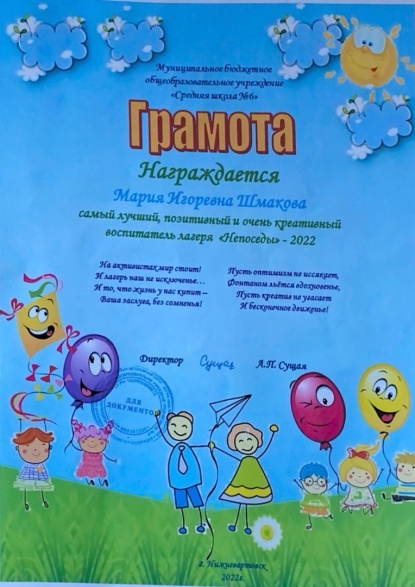 Муниципальное бюджетное
общеобразовательное учреждение
«Средняя школа №6»
Грамота
Награждается
Мария Игоревна Шмакова
самый лучший, позитивный и очень креативный
воспитатель лагеря «Непоседы» - 2022
На активистах мир стоит!
И лагерь наш не исключенье…
И то, что жизнь у нас кипит –
Ваша заслуга, без сомненья!
Пусть оптимизм не иссякает,
Фонтаном льётся вдохновенье,
Пусть креатив не угасает
И бесконечное движенье!
Директор Сущая А.П. Сущая
ДЛЯ
ДОКУМЕНТОВ
г. Нижневартовск
2022г.